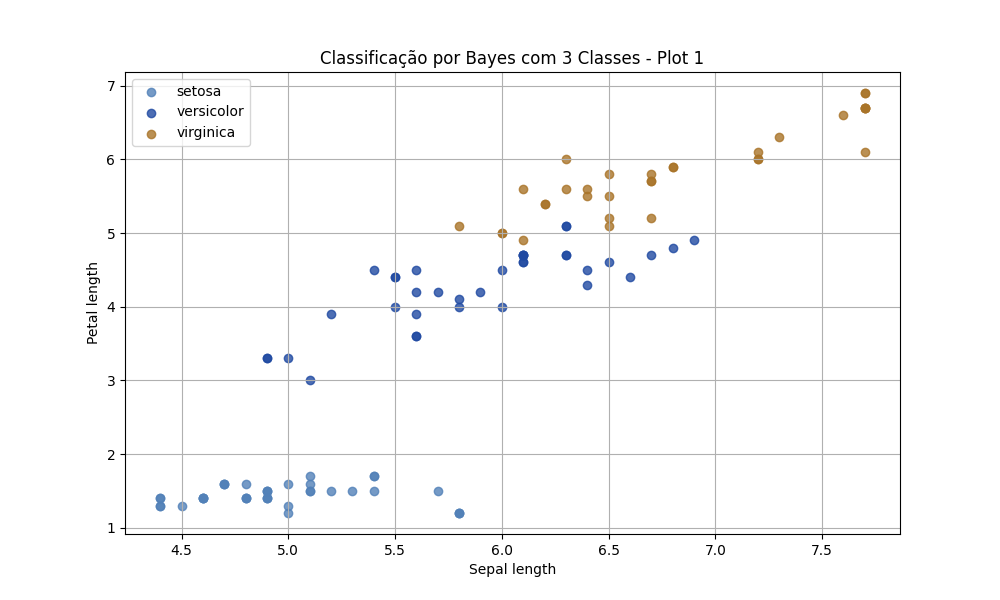 Classificação por Bayes com 3 Classes - Plot 1
setosa
versicolor
virginica
7
6
5
4
3
2
1
Petal length
4.5 5.0 5.5 6.0 6.5 7.0 7.5
Sepal length